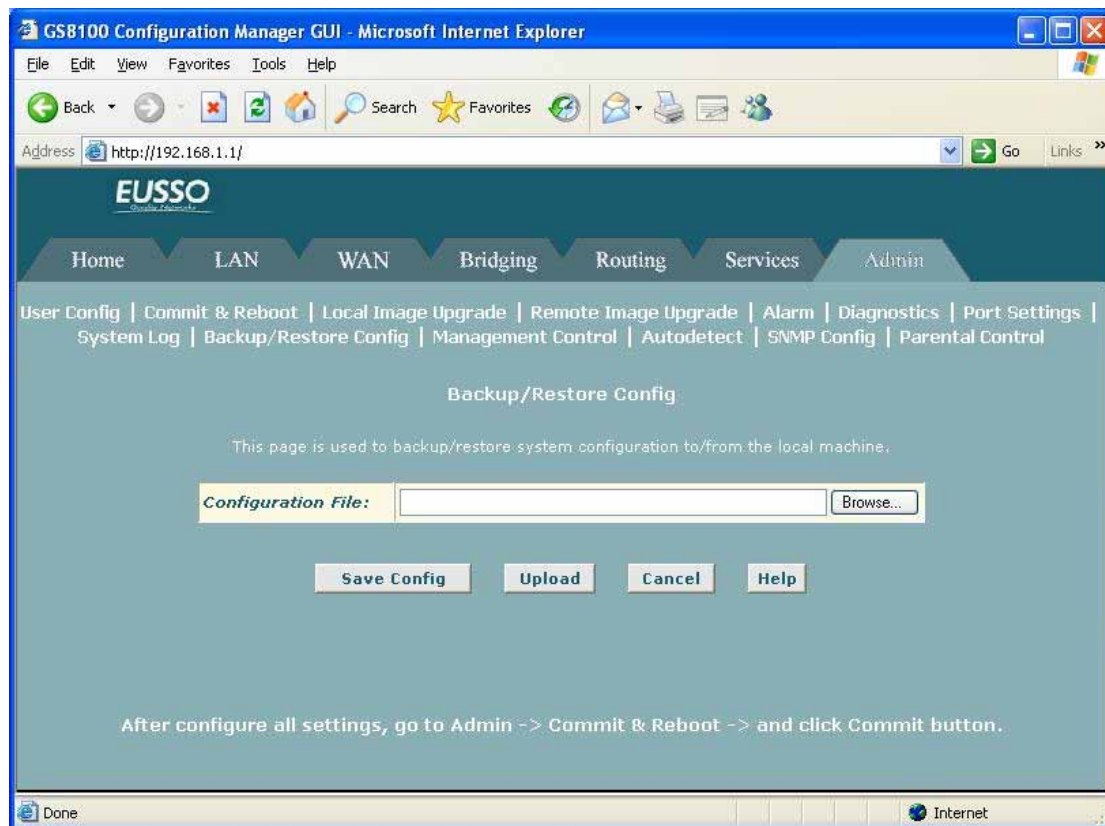 GS8100 Configuration Manager GUI - Microsoft Internet Explorer
File Edit View Favorites Tools Help
Back Search Favorites
Address http://192.168.1.1/ Go Links »
EUSSO
Home LAN WAN Bridging Routing Services Admin
User Config | Commit & Reboot | Local Image Upgrade | Remote Image Upgrade | Alarm | Diagnostics | Port Settings |
System Log | Backup/Restore Config | Management Control | Autodetect | SNMP Config | Parental Control
Backup/Restore Config
This page is used to backup/restore system configuration to/from the local machine.
Configuration File: Browse...
Save Config Upload Cancel Help
After configure all settings, go to Admin -> Commit & Reboot -> and click Commit button.
Done Internet